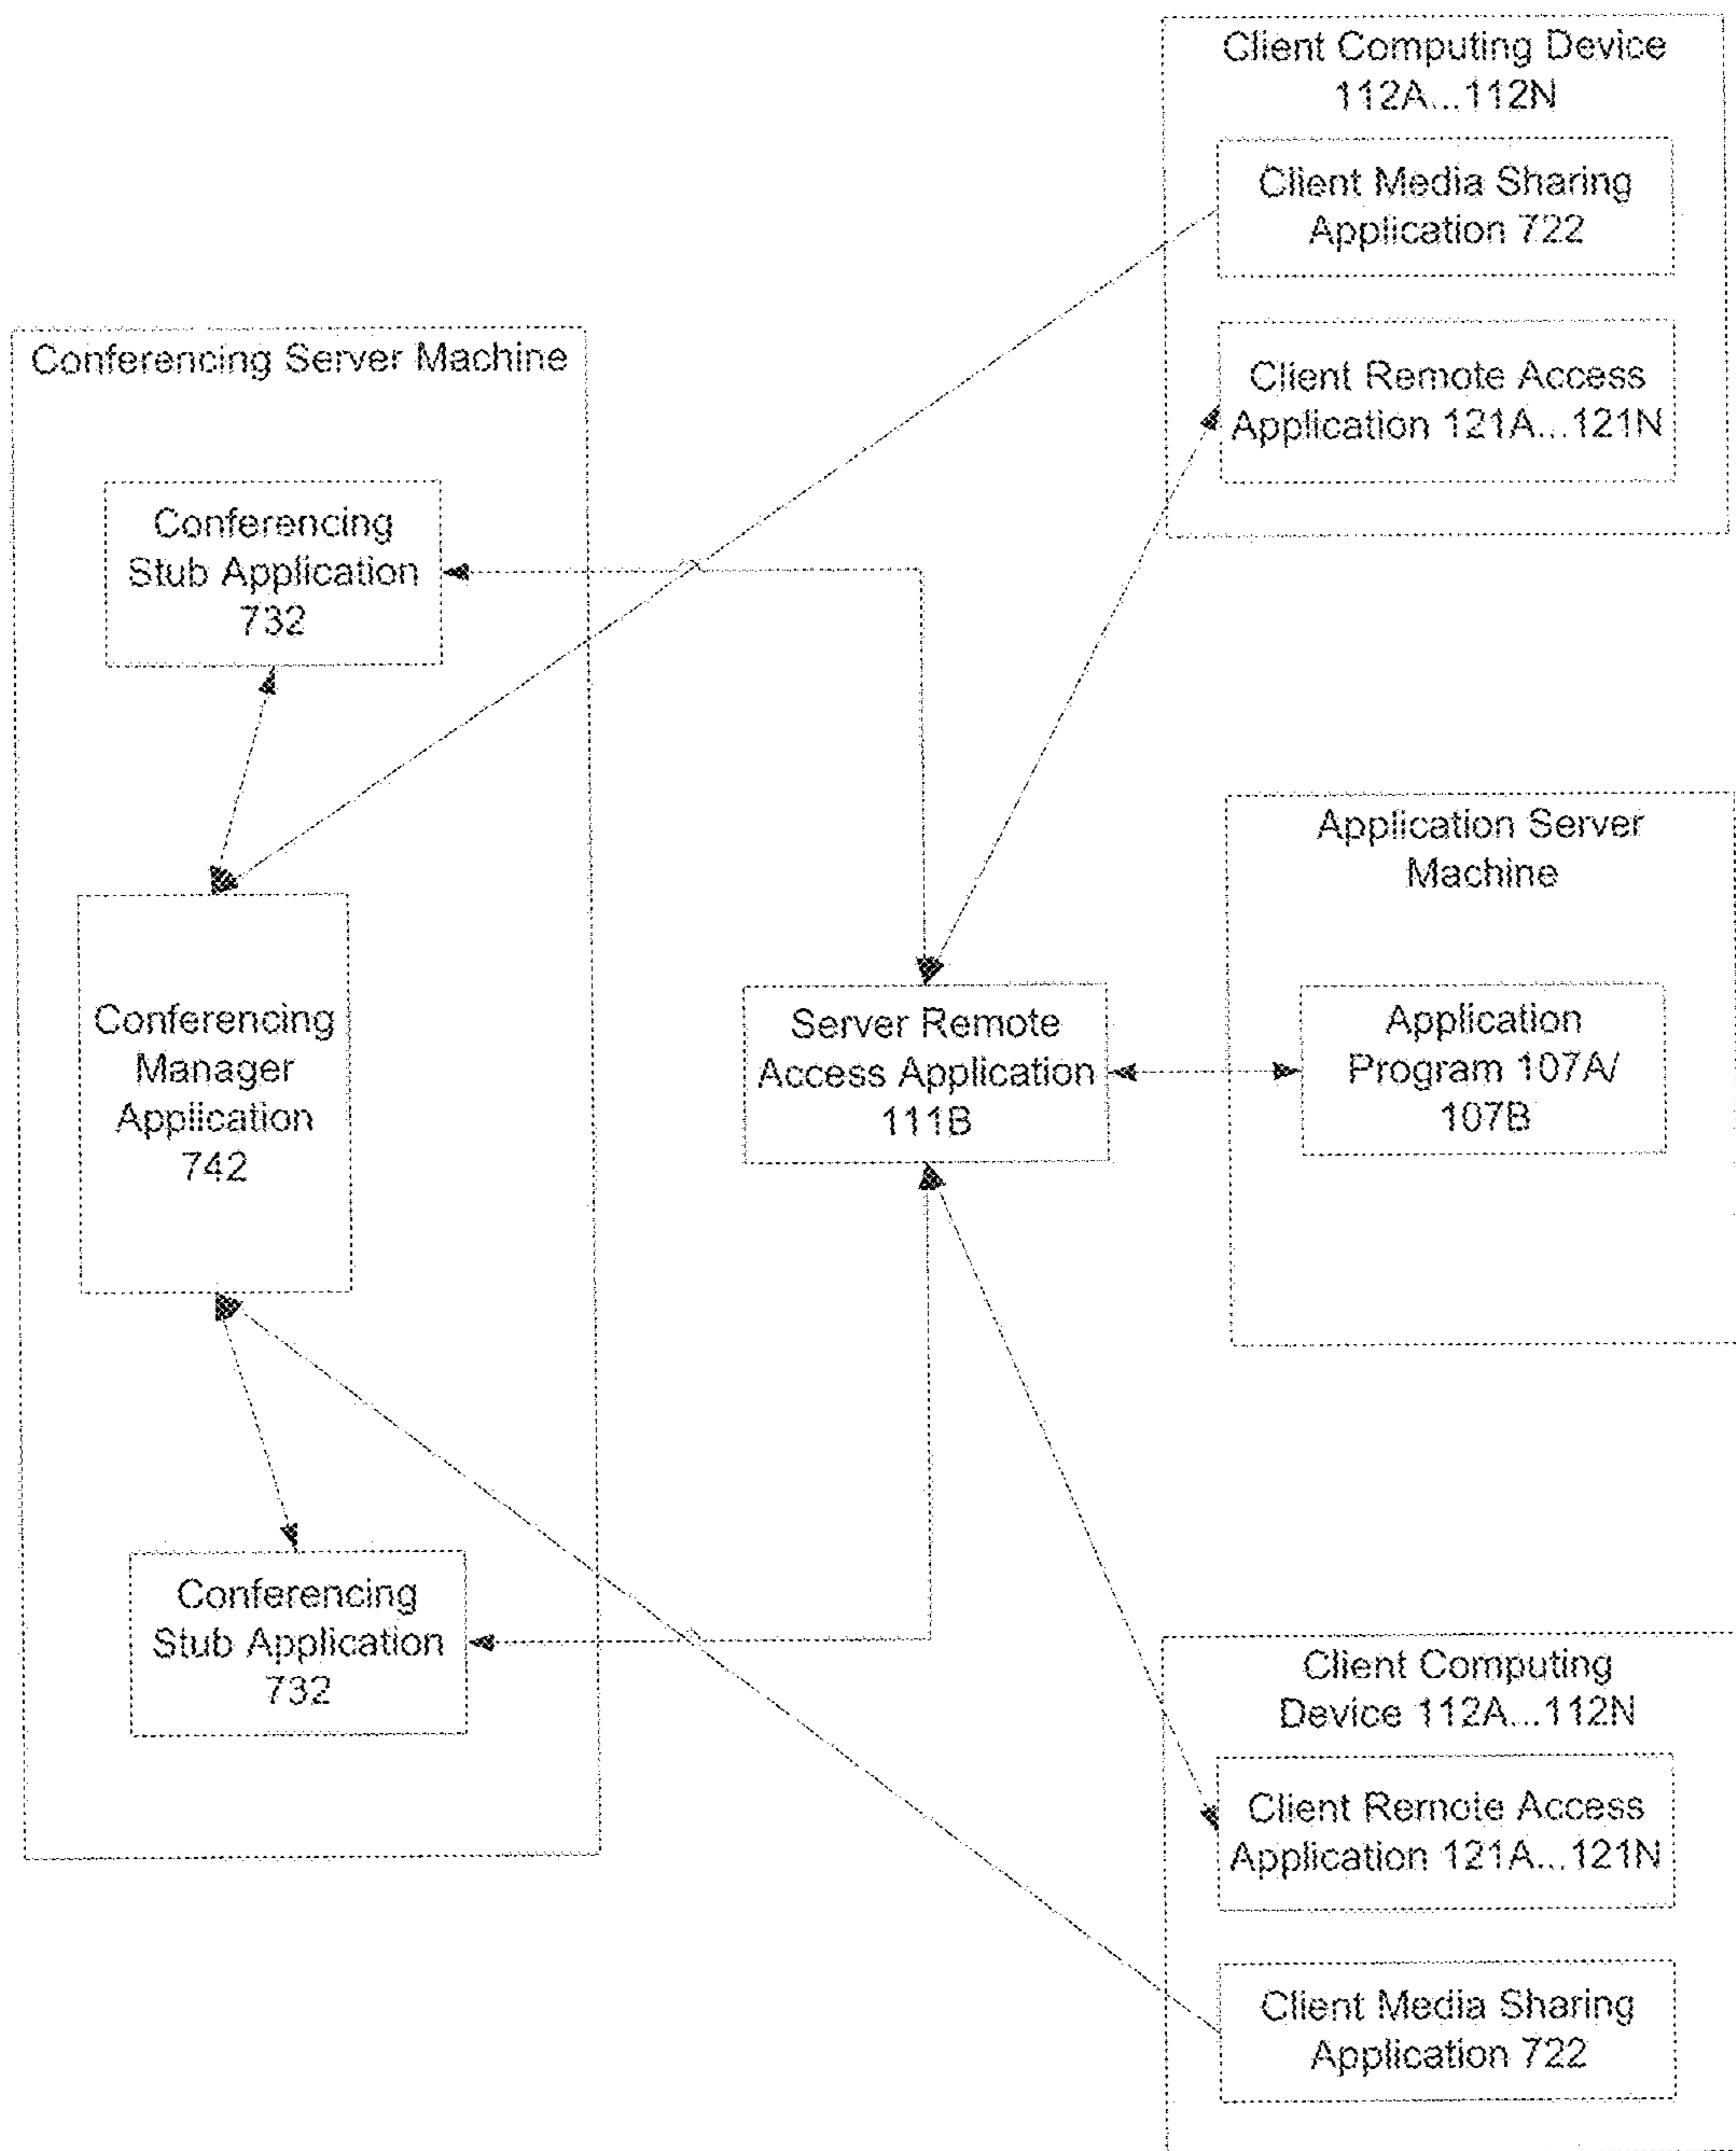 Client Computing Device
112A...112N
Client Media Sharing
Application 722
Client Remote Access
Application 121A...121N
Conferencing Server Machine
Conferencing
Stub Application
732
Conferencing
Manager
Application
742
Conferencing
Stub Application
732
Server Remote
Access Application
111B
Application Server
Machine
Application
Program 107A/
107B
Client Computing
Device 112A...112N
Client Remote Access
Application 121A...121N
Client Media Sharing
Application 722